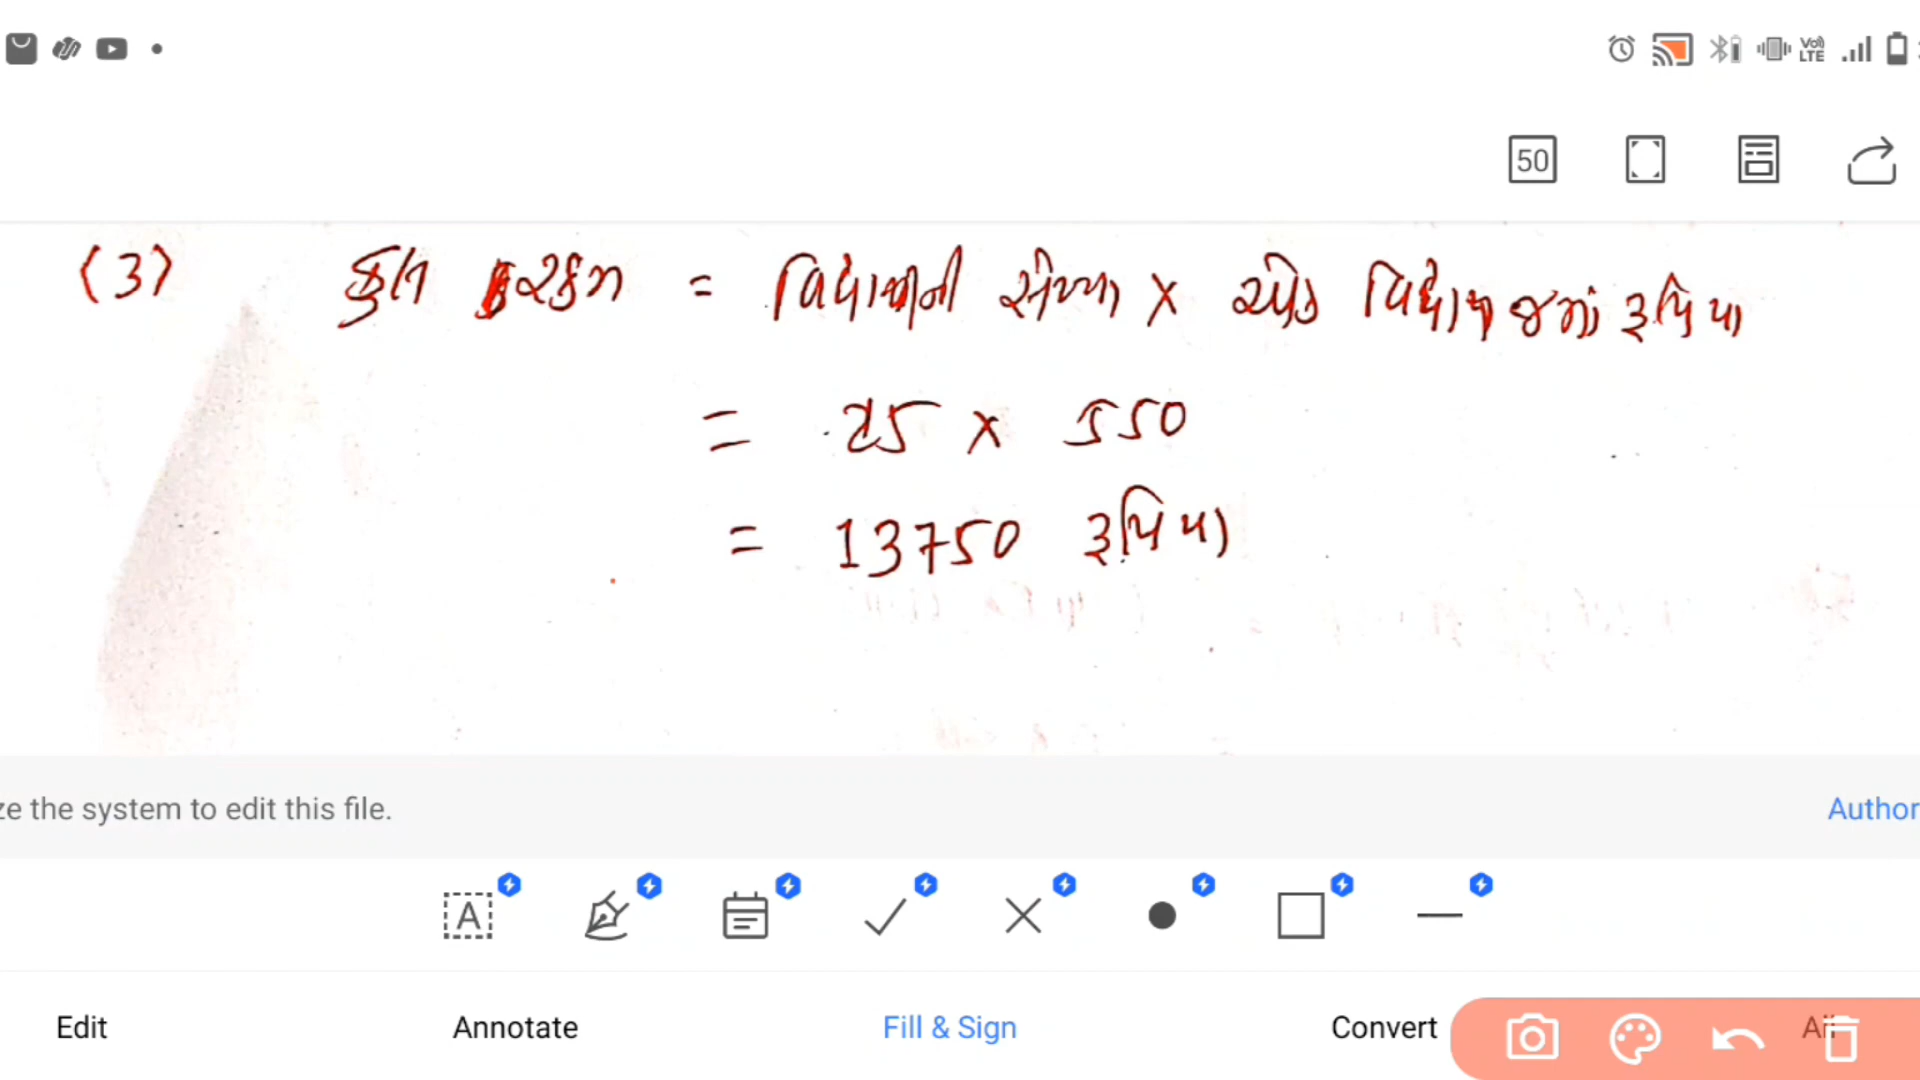 50
(3) કુલ રકમ = વિદ્યાર્થીની સંખ્યા × એક વિદ્યાર્થી રૂપિયા
= 25 × 550
= 13750 રૂપિયા
ze the system to edit this file. Author
A
Edit Annotate Fill & Sign Convert